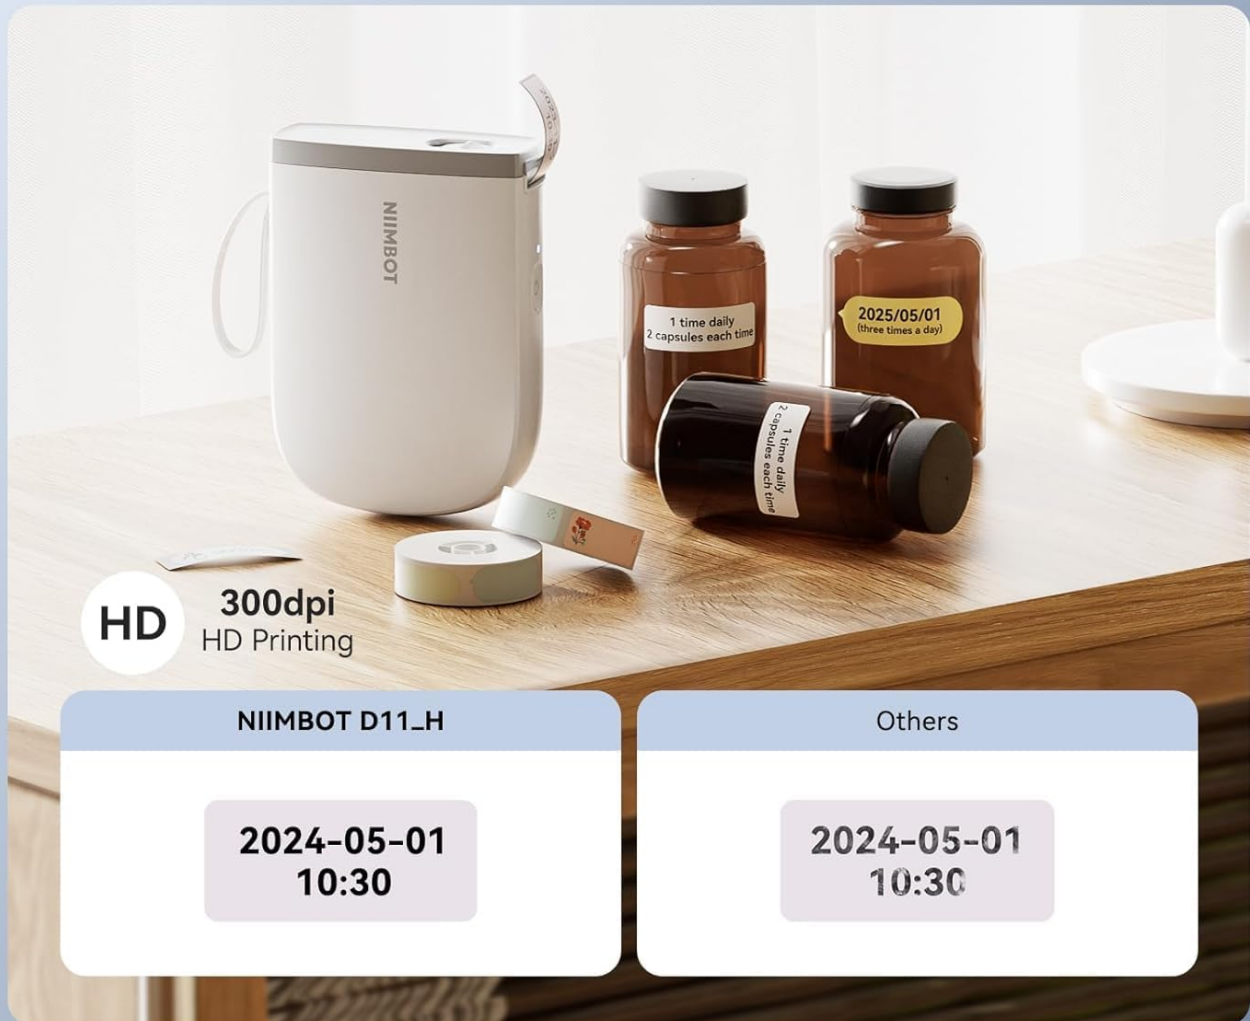 NIIMBOT
1 time daily
2 capsules each time
2025/05/01
(three times a day)
1 time daily
2 capsules each time
HD
300dpi
HD Printing
NIIMBOT D11_H
Others
2024-05-01
10:30
2024-05-01
10:30